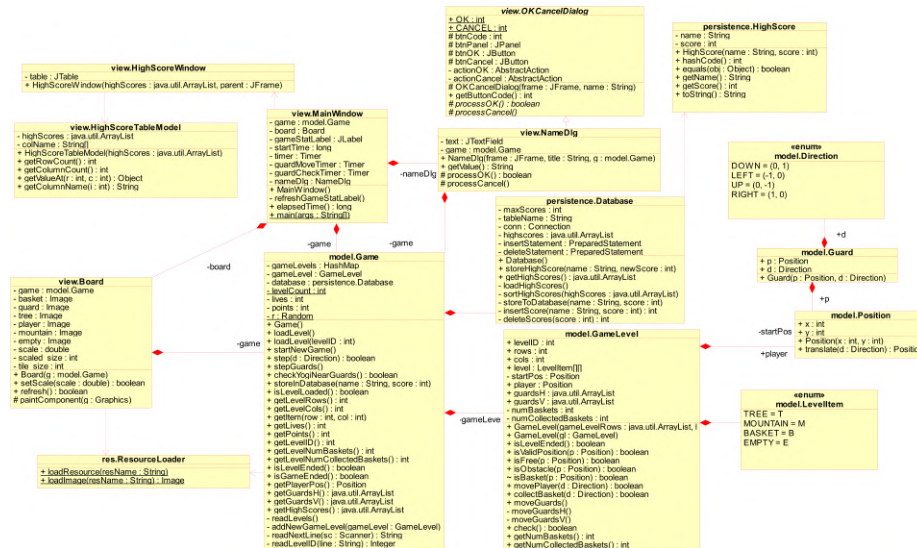 view.OKCancelDialog
+ OK : int
+ CANCEL : int
# btnCode : int
# btnPanel : JPanel
# btnOK : JButton
# btnCancel : JButton
- actionOK : AbstractAction
- actionCancel : AbstractAction
# OKCancelDialog(frame : JFrame, name : String)
+ getButtonCode() : int
# processOK() : boolean
# processCancel()
persistence.HighScore
- name : String
- score : int
+ HighScore(name : String, score : int)
+ hashCode() : int
+ equals(obj : Object) : boolean
+ getName() : String
+ getScore() : int
+ toString() : String
view.HighScoreWindow
- table : JTable
+ HighScoreWindow(highScores : java.util.ArrayList, parent : JFrame)
view.HighScoreTableModel
- highScores : java.util.ArrayList
- colName : String[]
+ HighScoreTableModel(highScores : java.util.ArrayList)
+ getRowCount() : int
+ getColumnCount() : int
+ getValueAt(r : int, c : int) : Object
+ getColumnName(i : int) : String
view.MainWindow
- game : model.Game
- board : Board
- gameStatLabel : JLabel
- startTime : long
- timer : Timer
- guardMoveTimer : Timer
- guardCheckTimer : Timer
- nameDlg : NameDlg
+ MainWindow()
- refreshGameStatLabel()
+ elapsedTime() : long
+ main(args : String[])
-nameDlg
view.NameDlg
- text : JTextField
- game : model.Game
+ NameDlg(frame : JFrame, title : String, g : model.Game)
+ getValue() : String
# processOK() : boolean
# processCancel()
«enum»
model.Direction
DOWN = (0, 1)
LEFT = (-1, 0)
UP = (0, -1)
RIGHT = (1, 0)
+d
persistence.Database
- maxScores : int
- tableName : String
- conn : Connection
- highscores : java.util.ArrayList
- insertStatement : PreparedStatement
- deleteStatement : PreparedStatement
+ Database()
+ storeHighScore(name : String, newScore : int)
+ getHighScores() : java.util.ArrayList
- loadHighScores()
- sortHighScores(highScores : java.util.ArrayList)
- storeToDatabase(name : String, score : int)
- insertScore(name : String, score : int) : int
- deleteScores(score : int) : int
model.Guard
+ p : Position
+ d : Direction
+ Guard(p : Position, d : Direction)
+p
-board
-game
-game
view.Board
- game : model.Game
- basket : Image
- guard : Image
- tree : Image
- player : Image
- mountain : Image
- empty : Image
- scale : double
- scaled_size : int
- tile_size : int
+ Board(g : model.Game)
+ setScale(scale : double) : boolean
+ refresh() : boolean
# paintComponent(g : Graphics)
-game
model.Game
- gameLevels : HashMap
- gameLevel : GameLevel
- database : persistence.Database
- levelCount : int
- lives : int
- points : int
- r : Random
+ Game()
+ loadLevel()
+ loadLevel(levelID : int)
+ startNewGame()
+ step(d : Direction) : boolean
+ stepGuards()
+ checkYogiNearGuards() : boolean
+ storeInDatabase(name : String, score : int)
+ isLevelLoaded() : boolean
+ getLevelRows() : int
+ getLevelCols() : int
+ getItem(row : int, col : int)
+ getLives() : int
+ getPoints() : int
+ getLevelID() : int
+ getLevelNumBaskets() : int
+ getLevelNumCollectedBaskets() : int
+ isLevelEnded() : boolean
+ isGameEnded() : boolean
+ getPlayerPos() : Position
+ getGuardsH() : java.util.ArrayList
+ getGuardsV() : java.util.ArrayList
+ getHighScores() : java.util.ArrayList
- readLevels()
- addNewGameLevel(gameLevel : GameLevel)
- readNextLine(sc : Scanner) : String
- readLevelID(line : String) : Integer
-gameLeve
model.GameLevel
+ levelID : int
+ rows : int
+ cols : int
+ level : LevelItem[][]
- startPos : Position
+ player : Position
+ guardsH : java.util.ArrayList
+ guardsV : java.util.ArrayList
- numBaskets : int
- numCollectedBaskets : int
+ GameLevel(gameLevelRows : java.util.ArrayList, l
+ GameLevel(gl : GameLevel)
+ isLevelEnded() : boolean
+ isValidPosition(p : Position) : boolean
+ isFree(p : Position) : boolean
+ isObstacle(p : Position) : boolean
~ isBasket(p : Position) : boolean
+ movePlayer(d : Direction) : boolean
+ collectBasket(d : Direction) : boolean
+ moveGuards()
- moveGuardsH()
- moveGuardsV()
+ check() : boolean
+ getNumBaskets() : int
+ getNumCollectedBaskets() : int
-startPos
+player
model.Position
+ x : int
+ y : int
+ Position(x : int, y : int)
+ translate(d : Direction) : Positio
«enum»
model.LevelItem
TREE = T
MOUNTAIN = M
BASKET = B
EMPTY = E
res.ResourceLoader
+ loadResource(resName : String)
+ loadImage(resName : String) : Image